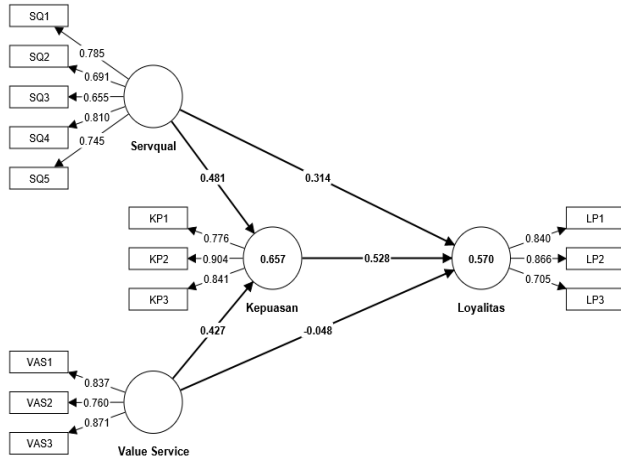 SQ1
0.785
SQ2
0.691
SQ3
0.655
SQ4
0.810
SQ5
0.745
Servqual
0.481
0.314
KP1
0.776
KP2
0.904
KP3
0.841
0.657
Kepuasan
0.528
0.570
Loyalitas
LP1
0.840
LP2
0.866
LP3
0.705
0.427
-0.048
VAS1
0.837
VAS2
0.760
VAS3
0.871
Value Service